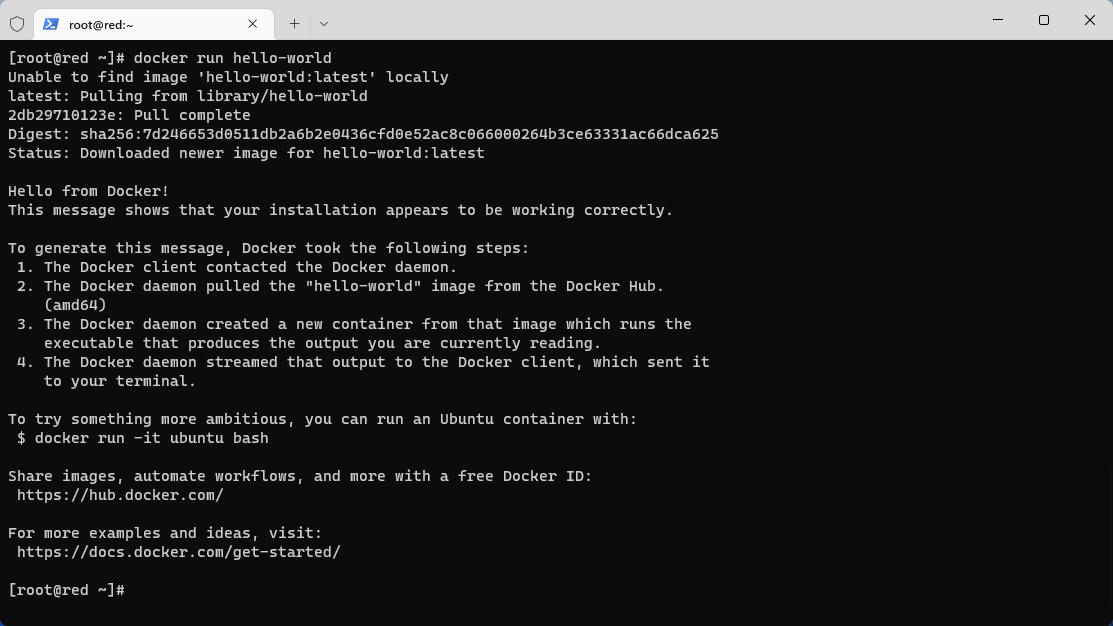 root@red:~
[root@red ~]# docker run hello-world
Unable to find image 'hello-world:latest' locally
latest: Pulling from library/hello-world
2db29710123e: Pull complete
Digest: sha256:7d246653d0511db2a6b2e0436cfd0e52ac8c066000264b3ce63331ac66dca625
Status: Downloaded newer image for hello-world:latest

Hello from Docker!
This message shows that your installation appears to be working correctly.

To generate this message, Docker took the following steps:
 1. The Docker client contacted the Docker daemon.
 2. The Docker daemon pulled the "hello-world" image from the Docker Hub.
    (amd64)
 3. The Docker daemon created a new container from that image which runs the
    executable that produces the output you are currently reading.
 4. The Docker daemon streamed that output to the Docker client, which sent it
    to your terminal.

To try something more ambitious, you can run an Ubuntu container with:
 $ docker run -it ubuntu bash

Share images, automate workflows, and more with a free Docker ID:
 https://hub.docker.com/

For more examples and ideas, visit:
 https://docs.docker.com/get-started/

[root@red ~]#